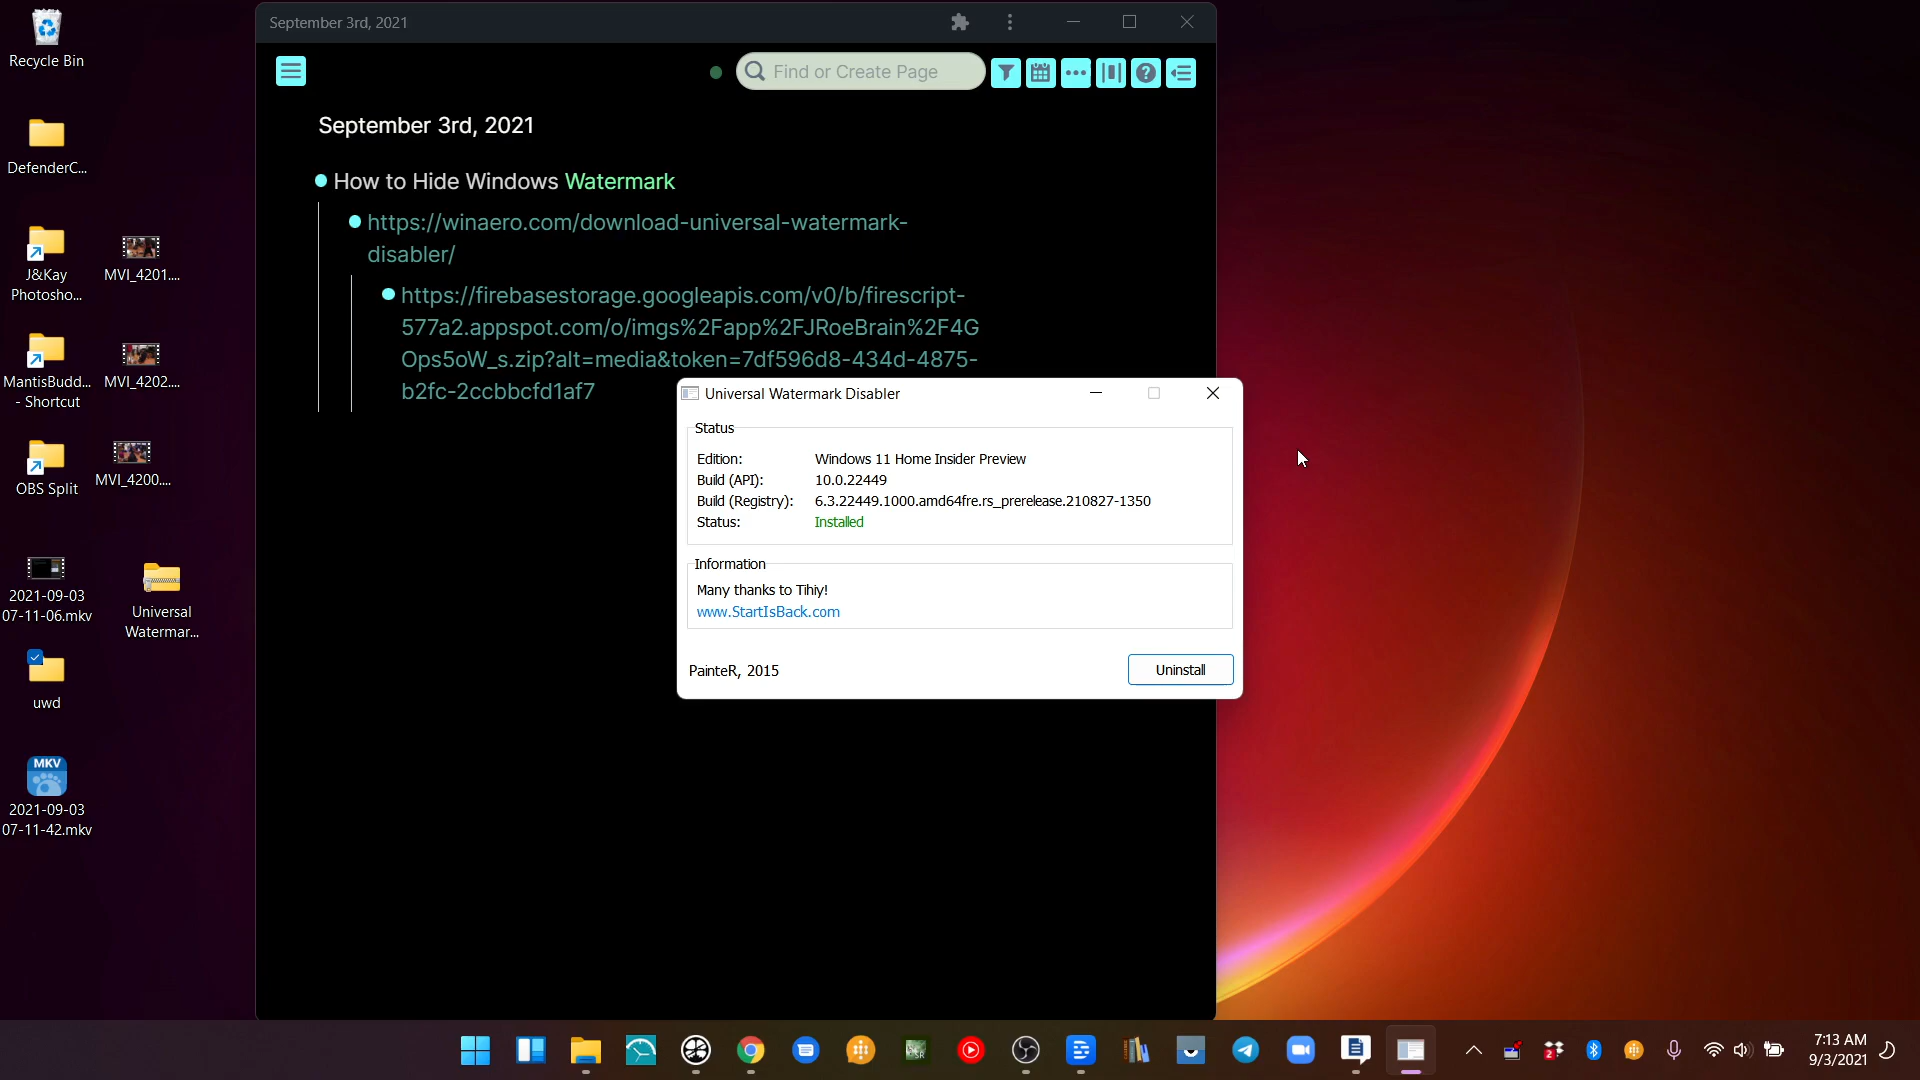 Recycle Bin
DefenderC...
J&Kay
Photosho...
MVI_4201....
MantisBudd...
- Shortcut
MVI_4202....
OBS Split
MVI_4200....
2021-09-03
07-11-06.mkv
Universal
Watermar...
uwd
MKV
2021-09-03
07-11-42.mkv
September 3rd, 2021
Find or Create Page
September 3rd, 2021
How to Hide Windows Watermark
https://winaero.com/download-universal-watermark-
disabler/
https://firebasestorage.googleapis.com/v0/b/firescript-
577a2.appspot.com/o/imgs%2Fapp%2FJRoeBrain%2F4G
Ops5oW_s.zip?alt=media&token=7df596d8-434d-4875-
b2fc-2ccbbcfd1af7
Universal Watermark Disabler
Status
Edition: Windows 11 Home Insider Preview
Build (API): 10.0.22449
Build (Registry): 6.3.22449.1000.amd64fre.rs_prerelease.210827-1350
Status: Installed
Information
Many thanks to Tihiy!
www.StartIsBack.com
PainteR, 2015
Uninstall
SR
2
7:13 AM
9/3/2021